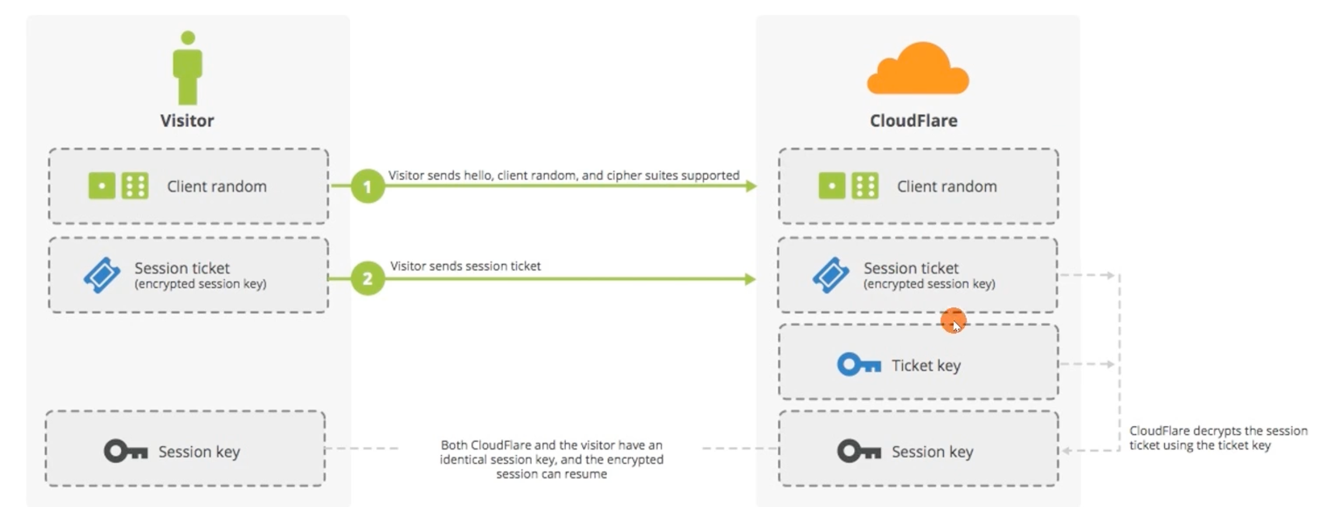 Visitor
CloudFlare
Client random
1
Visitor sends hello, client random, and cipher suites supported
Client random
Session ticket
(encrypted session key)
2
Visitor sends session ticket
Session ticket
(encrypted session key)
Ticket key
Session key
Both CloudFlare and the visitor have an
identical session key, and the encrypted
session can resume
Session key
CloudFlare decrypts the session
ticket using the ticket key